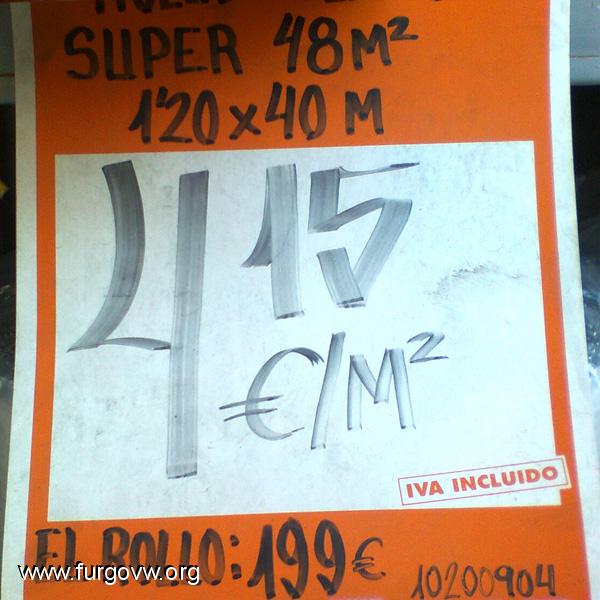 SUPER 48M²
1'20x40 M
4 15
€/M²
IVA INCLUIDO
EL ROLLO: 199€
10200904
www.furgovw.org